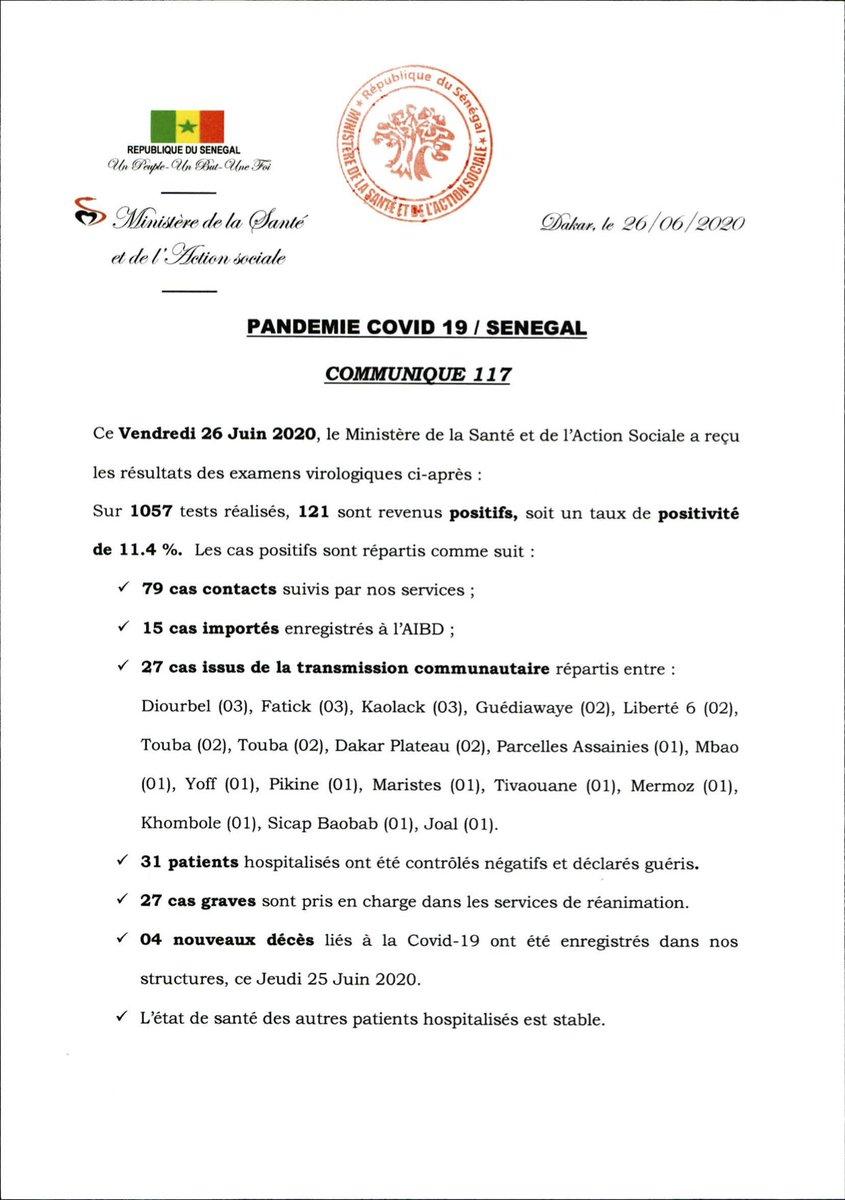 République du Sénégal
MINISTÈRE DE LA SANTÉ ET DE L'ACTION SOCIALE
REPUBLIQUE DU SENEGAL
Un Peuple-Un But-Une Foi
Ministère de la Santé
et de l'Action sociale
Dakar, le 26/06/2020
PANDEMIE COVID 19 / SENEGAL
COMMUNIQUE 117
Ce Vendredi 26 Juin 2020, le Ministère de la Santé et de l'Action Sociale a reçu
les résultats des examens virologiques ci-après :
Sur 1057 tests réalisés, 121 sont revenus positifs, soit un taux de positivité
de 11.4 %. Les cas positifs sont répartis comme suit :
✓ 79 cas contacts suivis par nos services ;
✓ 15 cas importés enregistrés à l'AIBD ;
✓ 27 cas issus de la transmission communautaire répartis entre :
Diourbel (03), Fatick (03), Kaolack (03), Guédiawaye (02), Liberté 6 (02),
Touba (02), Touba (02), Dakar Plateau (02), Parcelles Assainies (01), Mbao
(01), Yoff (01), Pikine (01), Maristes (01), Tivaouane (01), Mermoz (01),
Khombole (01), Sicap Baobab (01), Joal (01).
✓ 31 patients hospitalisés ont été contrôlés négatifs et déclarés guéris.
✓ 27 cas graves sont pris en charge dans les services de réanimation.
✓ 04 nouveaux décès liés à la Covid-19 ont été enregistrés dans nos
structures, ce Jeudi 25 Juin 2020.
✓ L'état de santé des autres patients hospitalisés est stable.